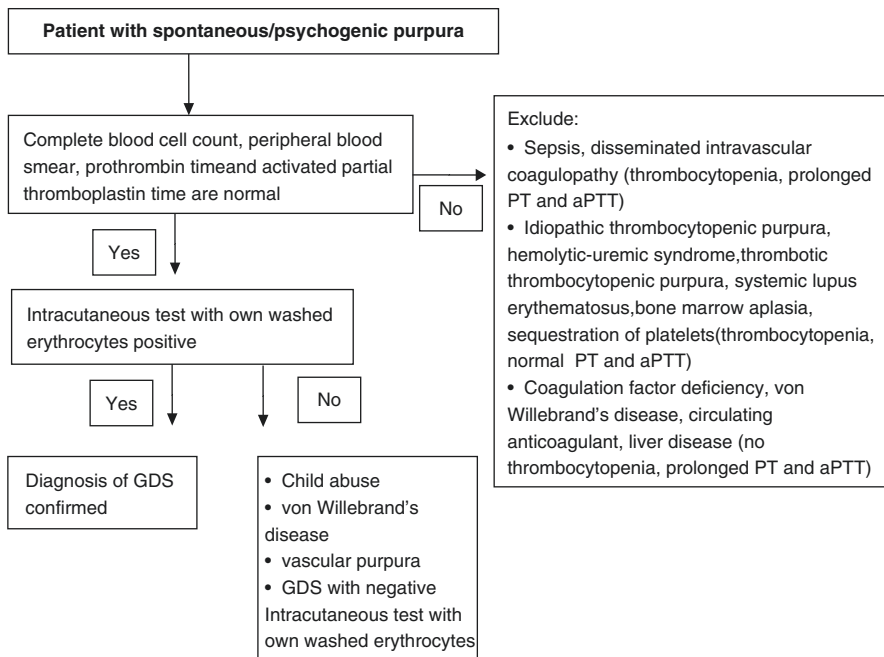 Patient with spontaneous/psychogenic purpura
Complete blood cell count, peripheral blood
smear, prothrombin timeand activated partial
thromboplastin time are normal
No
Exclude:
• Sepsis, disseminated intravascular
coagulopathy (thrombocytopenia, prolonged
PT and aPTT)
• Idiopathic thrombocytopenic purpura,
hemolytic-uremic syndrome,thrombotic
thrombocytopenic purpura, systemic lupus
erythematosus,bone marrow aplasia,
sequestration of platelets(thrombocytopenia,
normal PT and aPTT)
• Coagulation factor deficiency, von
Willebrand's disease, circulating
anticoagulant, liver disease (no
thrombocytopenia, prolonged PT and aPTT)
Yes
Intracutaneous test with own washed
erythrocytes positive
Yes
No
Diagnosis of GDS
confirmed
• Child abuse
• von Willebrand's
disease
• vascular purpura
• GDS with negative
Intracutaneous test with
own washed erythrocytes